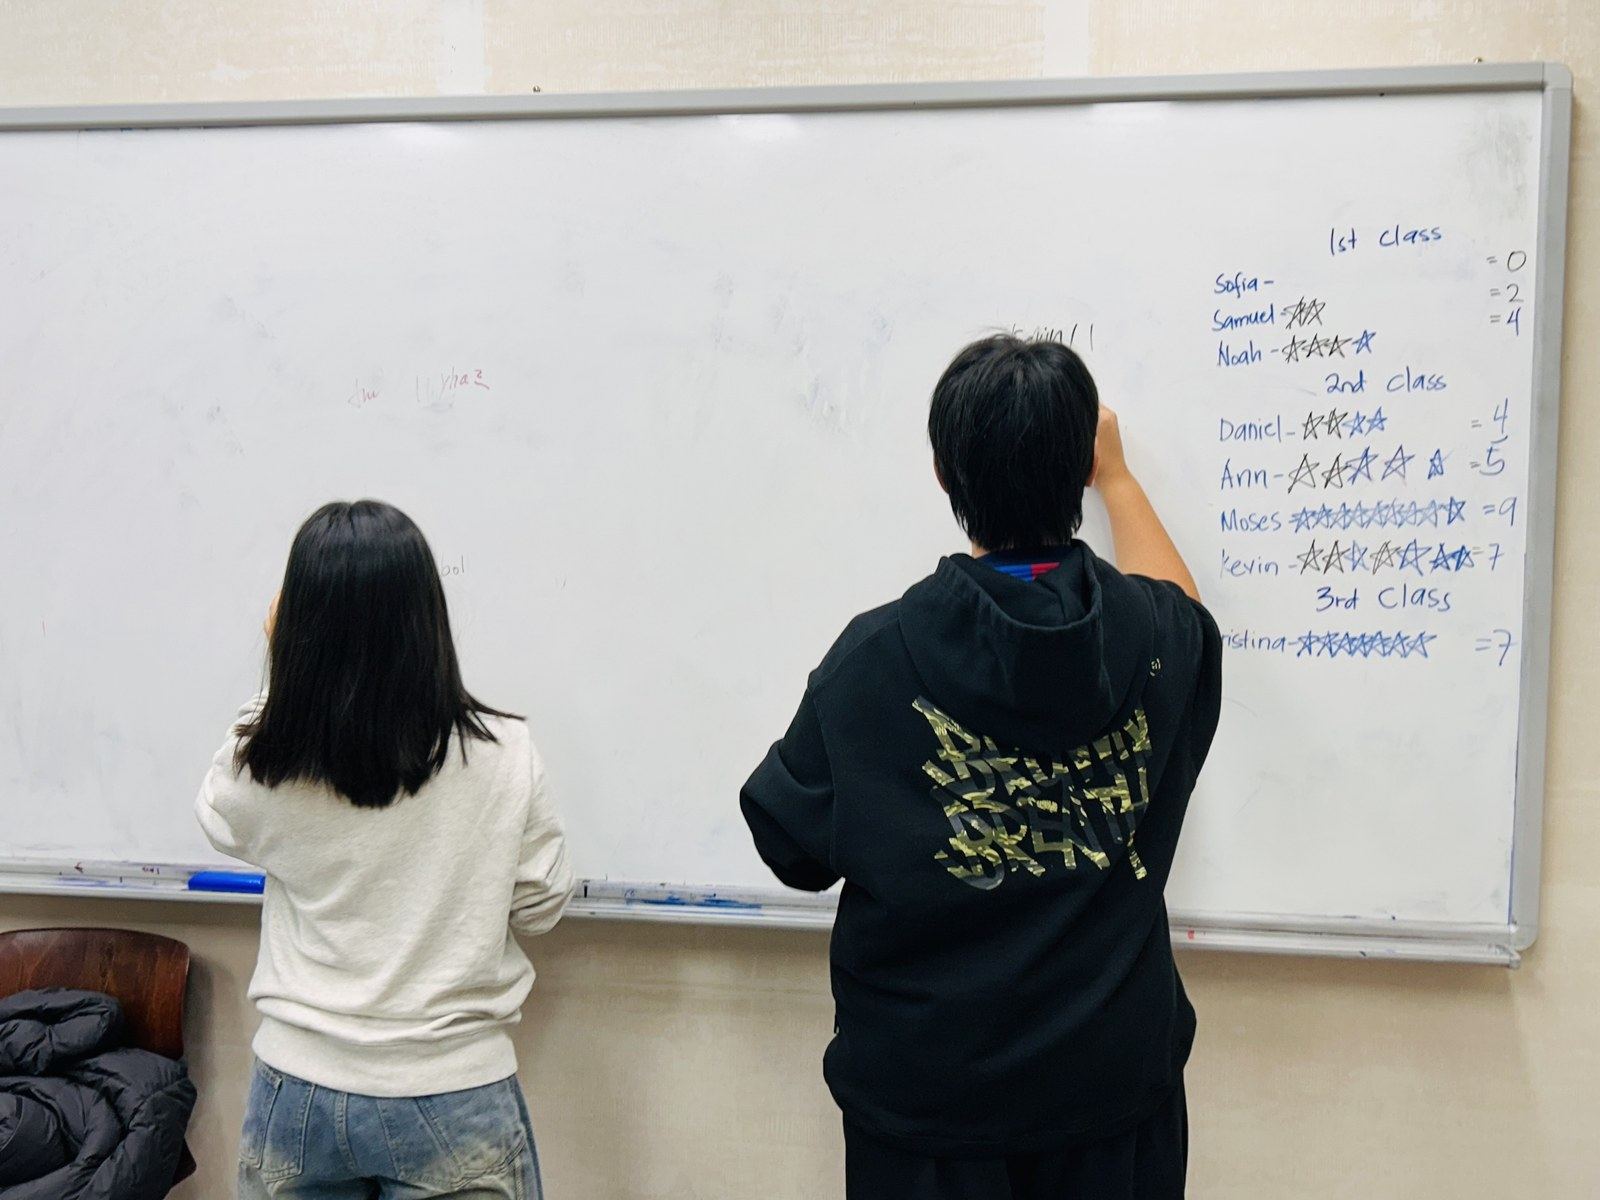 1st class
Sofia - = 0
Samuel - ☆☆ = 2
Noah - ☆☆☆☆ = 4
2nd class
Daniel - ☆☆☆☆ = 4
Ann - ☆☆☆☆☆ = 5
Moses ☆☆☆☆☆☆☆☆☆ = 9
Kevin - ☆☆☆☆☆☆☆ = 7
3rd Class
ristina - ☆☆☆☆☆☆☆ = 7